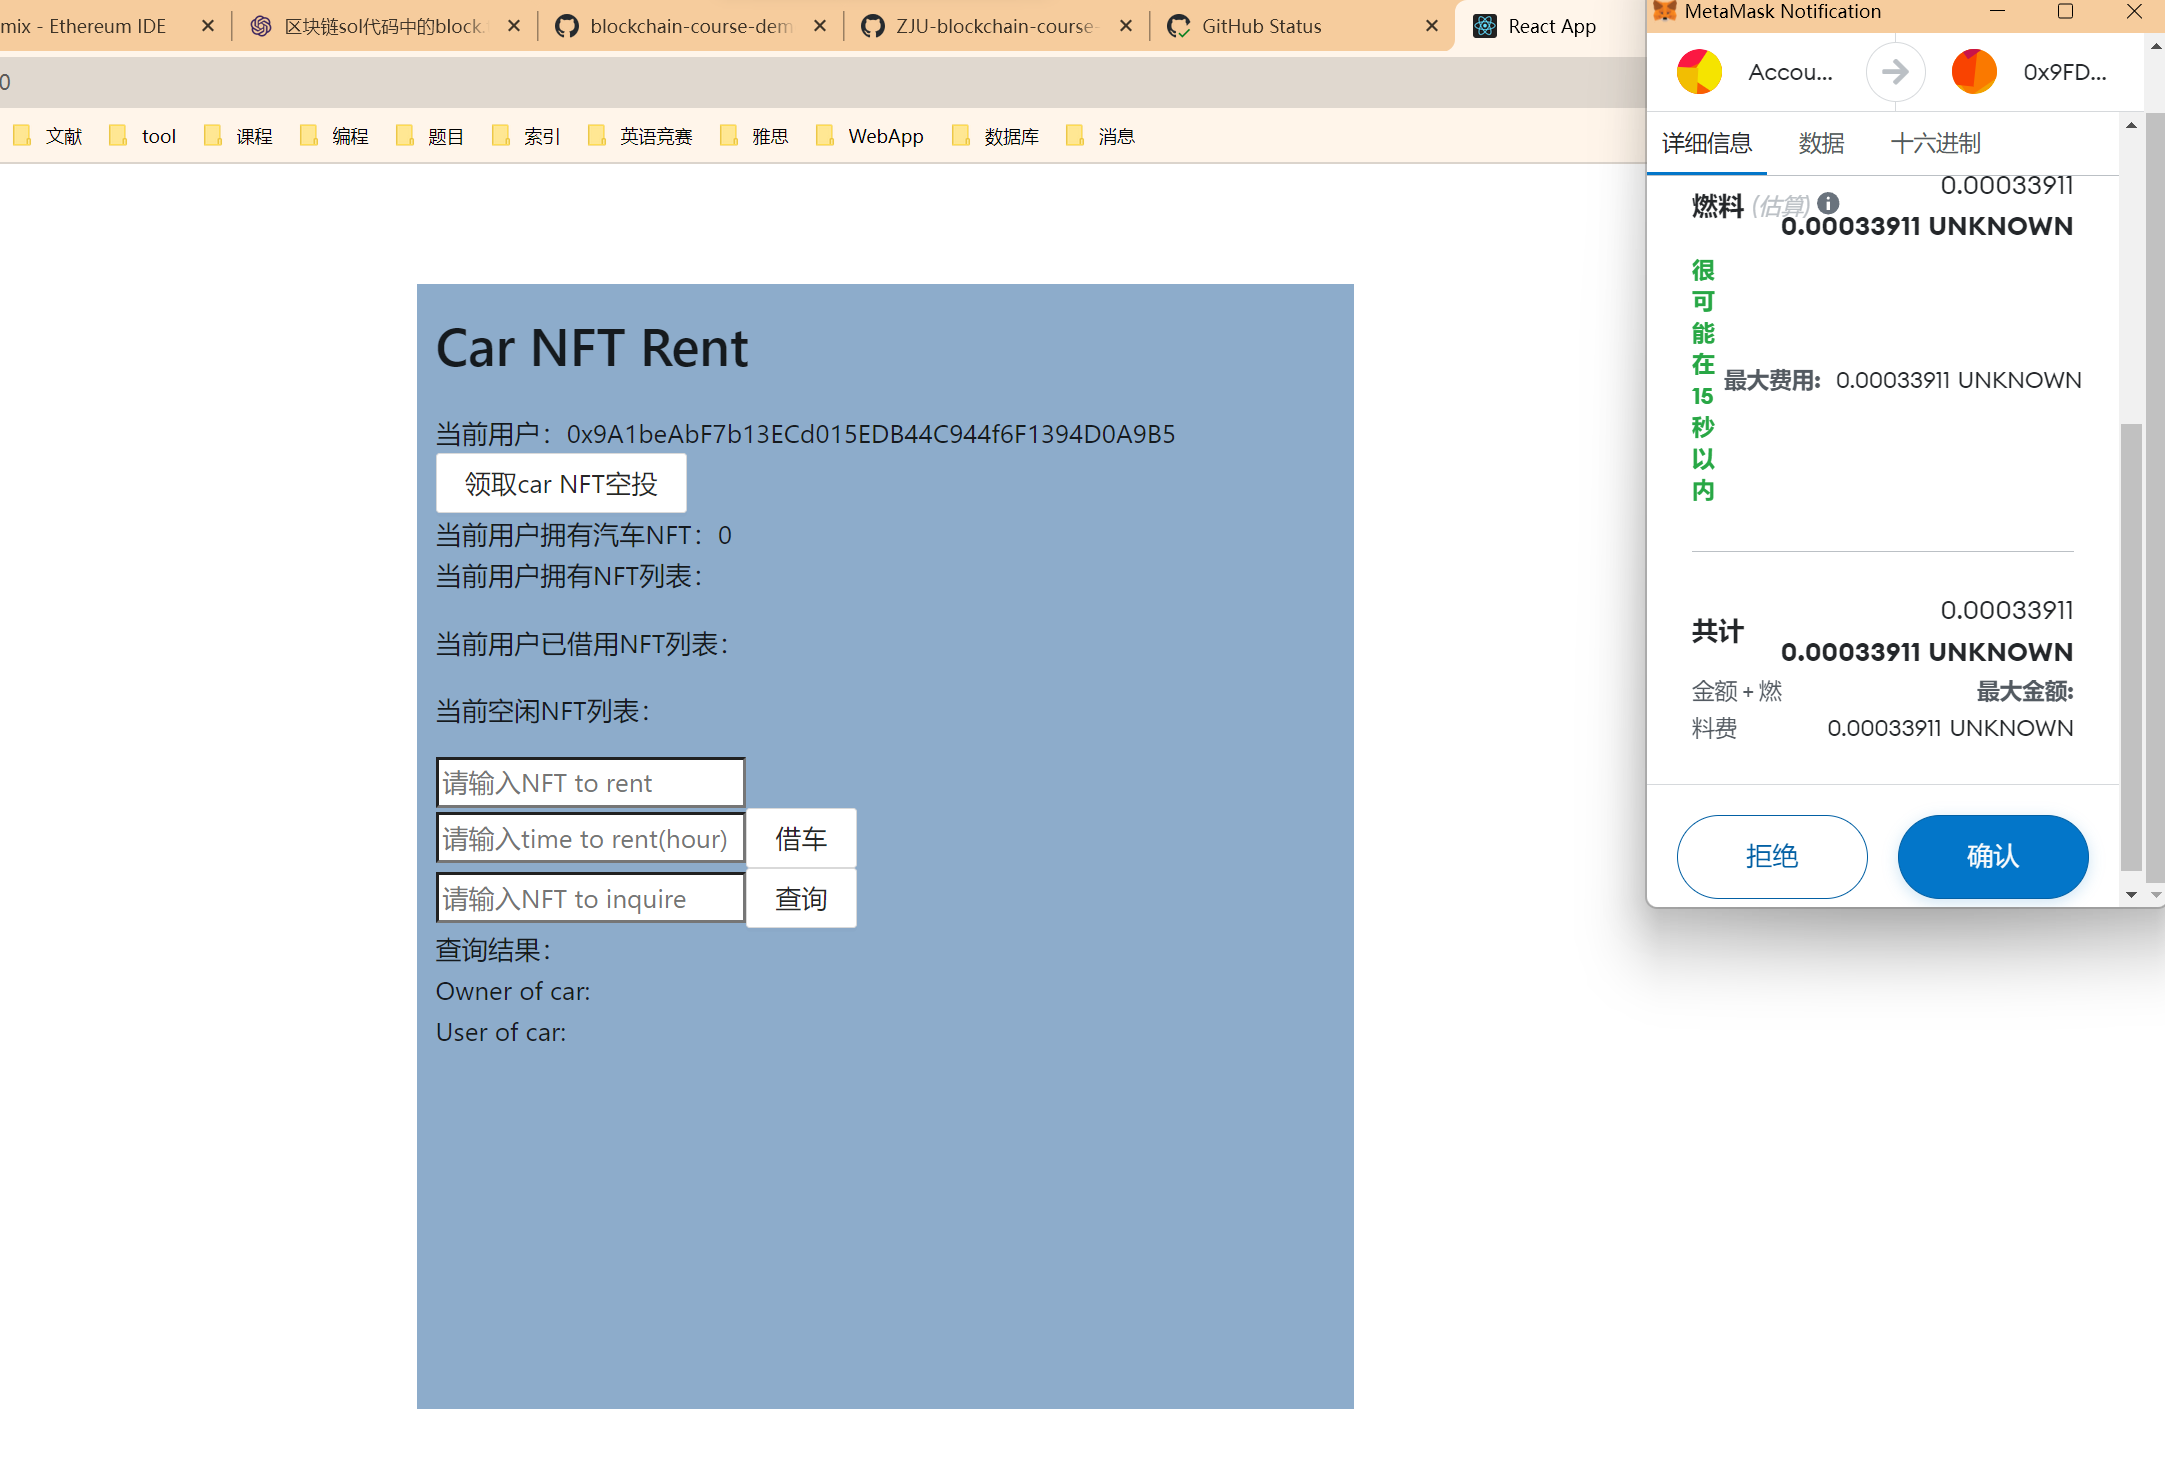 mix - Ethereum IDE
区块链sol代码中的block.
blockchain-course-dem
ZJU-blockchain-course-
GitHub Status
React App
0
文献
tool
课程
编程
题目
索引
英语竞赛
雅思
WebApp
数据库
消息
Car NFT Rent
当前用户：0x9A1beAbF7b13ECd015EDB44C944f6F1394D0A9B5
领取car NFT空投
当前用户拥有汽车NFT：0
当前用户拥有NFT列表：
当前用户已借用NFT列表：
当前空闲NFT列表：
请输入NFT to rent
请输入time to rent(hour)
借车
请输入NFT to inquire
查询
查询结果：
Owner of car:
User of car:
MetaMask Notification
Accou...
0x9FD...
详细信息
数据
十六进制
0.00033911
燃料 (估算)
0.00033911 UNKNOWN
很
可
能
在
15
秒
以
内
最大费用: 0.00033911 UNKNOWN
0.00033911
共计
0.00033911 UNKNOWN
金额 + 燃
料费
最大金额:
0.00033911 UNKNOWN
拒绝
确认